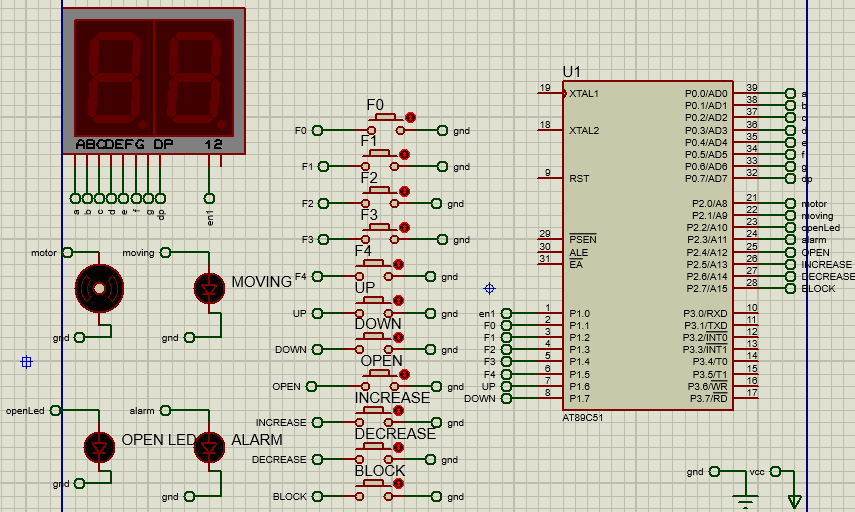 ABCDEFG DP 12
a b c d e f g dp en1
motor
gnd
moving
MOVING
gnd
openLed
OPEN LED
gnd
alarm
ALARM
gnd
F0
F0 gnd
F1
F1 gnd
F2
F2 gnd
F3
F3 gnd
F4
F4 gnd
UP
UP gnd
DOWN
DOWN gnd
OPEN
OPEN gnd
INCREASE
INCREASE gnd
DECREASE
DECREASE gnd
BLOCK
BLOCK gnd
U1
19 XTAL1
18 XTAL2
9 RST
29 PSEN
30 ALE
31 EA
en1 1 P1.0
F0 2 P1.1
F1 3 P1.2
F2 4 P1.3
F3 5 P1.4
F4 6 P1.5
UP 7 P1.6
DOWN 8 P1.7
P0.0/AD0 39 a
P0.1/AD1 38 b
P0.2/AD2 37 c
P0.3/AD3 36 d
P0.4/AD4 35 e
P0.5/AD5 34 f
P0.6/AD6 33 g
P0.7/AD7 32 dp
P2.0/A8 21 motor
P2.1/A9 22 moving
P2.2/A10 23 openLed
P2.3/A11 24 alarm
P2.4/A12 25 OPEN
P2.5/A13 26 INCREASE
P2.6/A14 27 DECREASE
P2.7/A15 28 BLOCK
P3.0/RXD 10
P3.1/TXD 11
P3.2/INT0 12
P3.3/INT1 13
P3.4/T0 14
P3.5/T1 15
P3.6/WR 16
P3.7/RD 17
AT89C51
gnd vcc